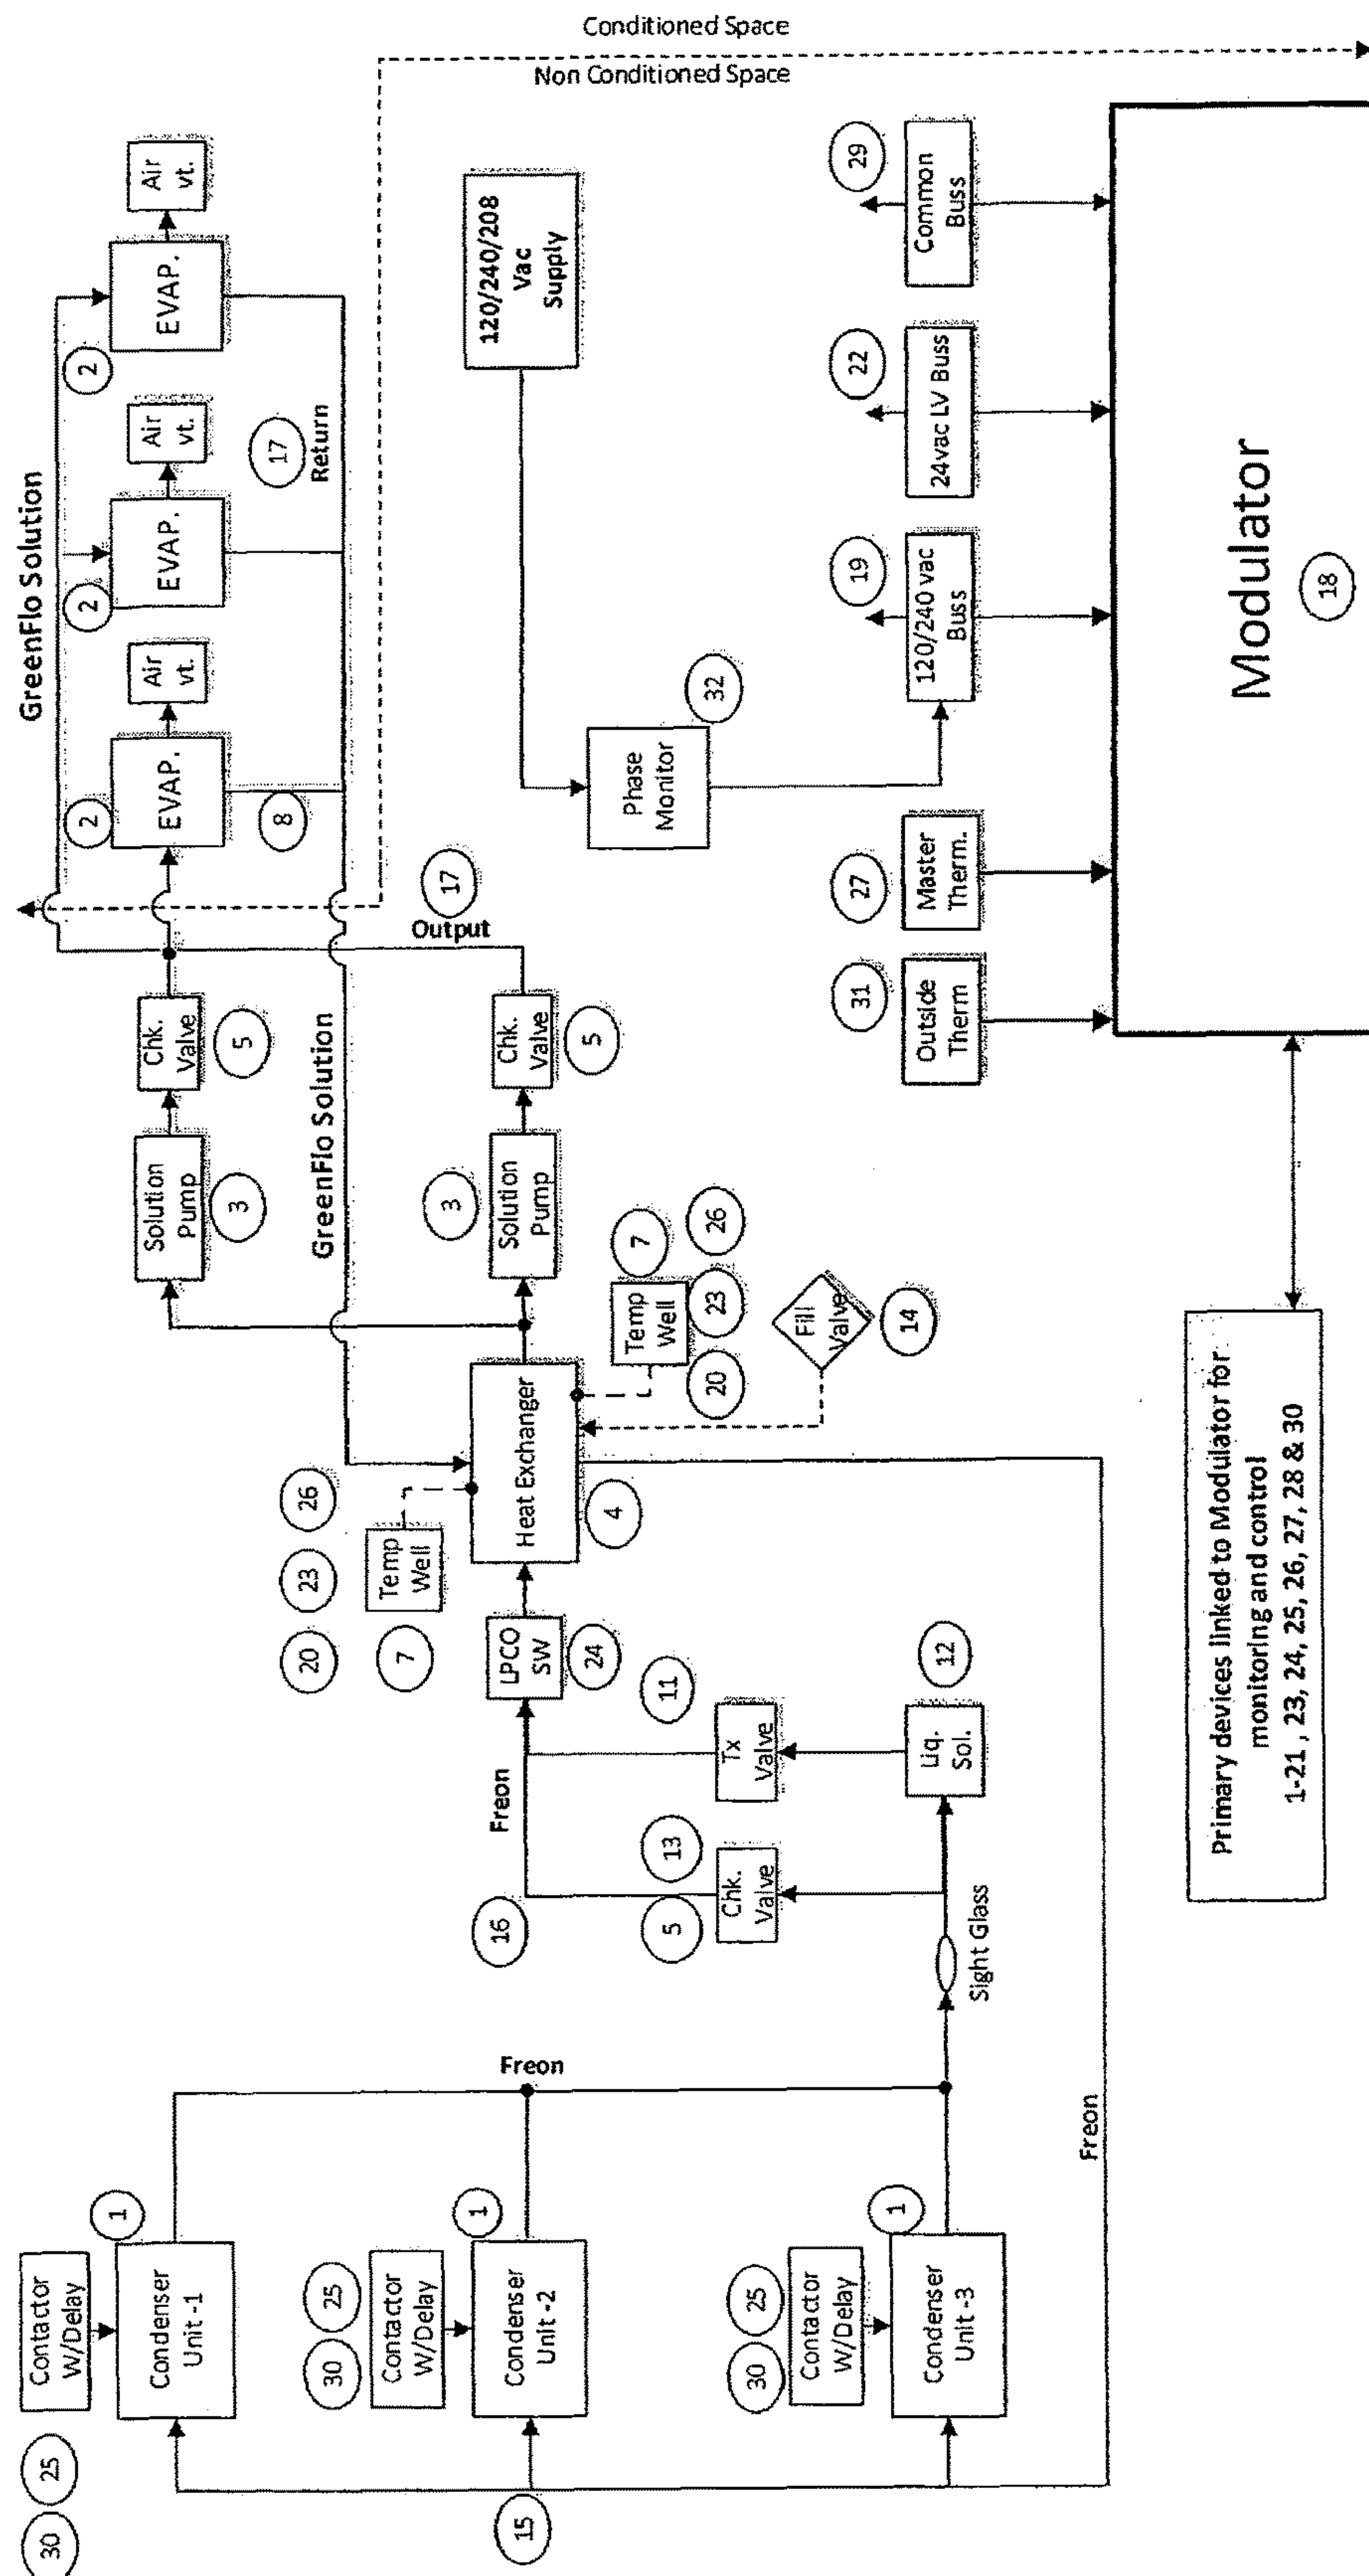 Conditioned Space
Non Conditioned Space
30
25
Contactor
W/Delay
Condenser
Unit -1
1
30
25
Contactor
W/Delay
Condenser
Unit -2
1
30
25
Contactor
W/Delay
Condenser
Unit -3
1
15
Freon
Freon
Sight Glass
16
Freon
5
13
Chk.
Valve
11
Tx
Valve
12
Liq.
Sol.
LPCO
SW
24
20
23
26
7
Temp
Well
Heat Exchanger
4
Temp
Well
7
20
23
26
Fill
Valve
14
GreenFlo Solution
Solution
Pump
3
Chk.
Valve
5
Solution
Pump
3
Chk.
Valve
5
Output
17
GreenFlo Solution
2
EVAP.
Air
vt.
8
2
EVAP.
Air
vt.
17
Return
2
EVAP.
Air
vt.
120/240/208
Vac
Supply
Phase
Monitor
32
31
Outside
Therm
27
Master
Therm.
19
120/240 vac
Buss
22
24vac LV Buss
29
Common
Buss
Modulator
18
Primary devices linked to Modulator for
monitoring and control
1-21 , 23, 24, 25, 26, 27, 28 & 30